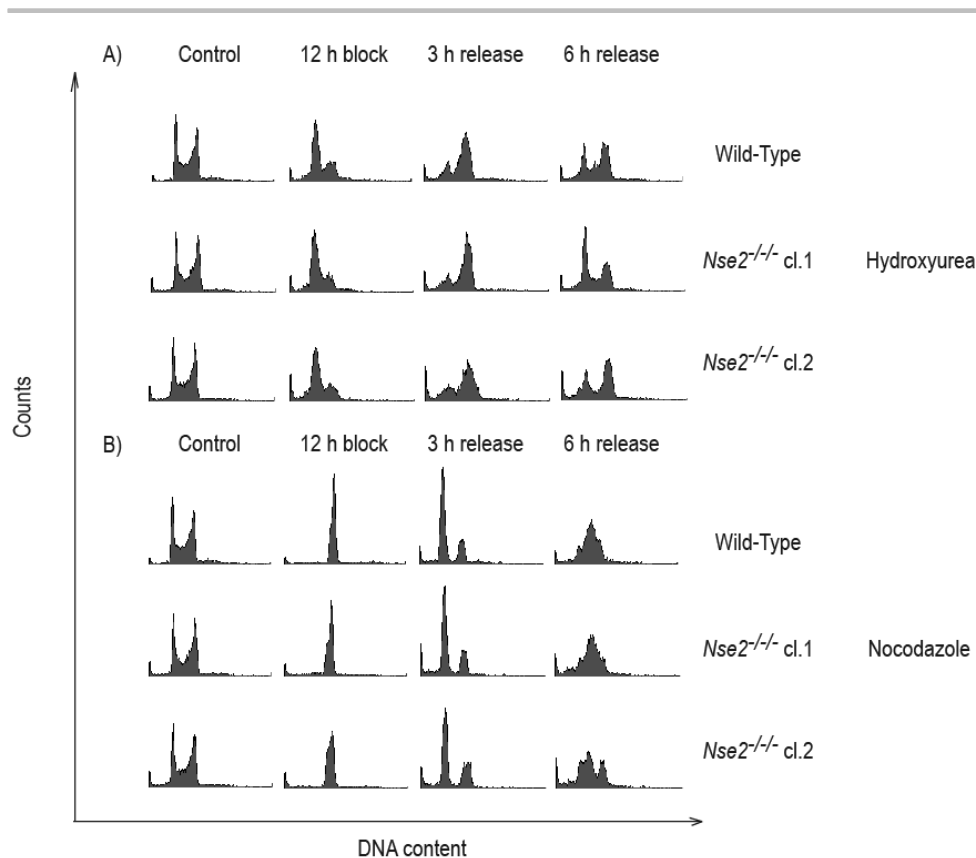 A) Control 12 h block 3 h release 6 h release
Wild-Type
Nse2-/-/- cl.1 Hydroxyurea
Nse2-/-/- cl.2
Counts
B) Control 12 h block 3 h release 6 h release
Wild-Type
Nse2-/-/- cl.1 Nocodazole
Nse2-/-/- cl.2
DNA content